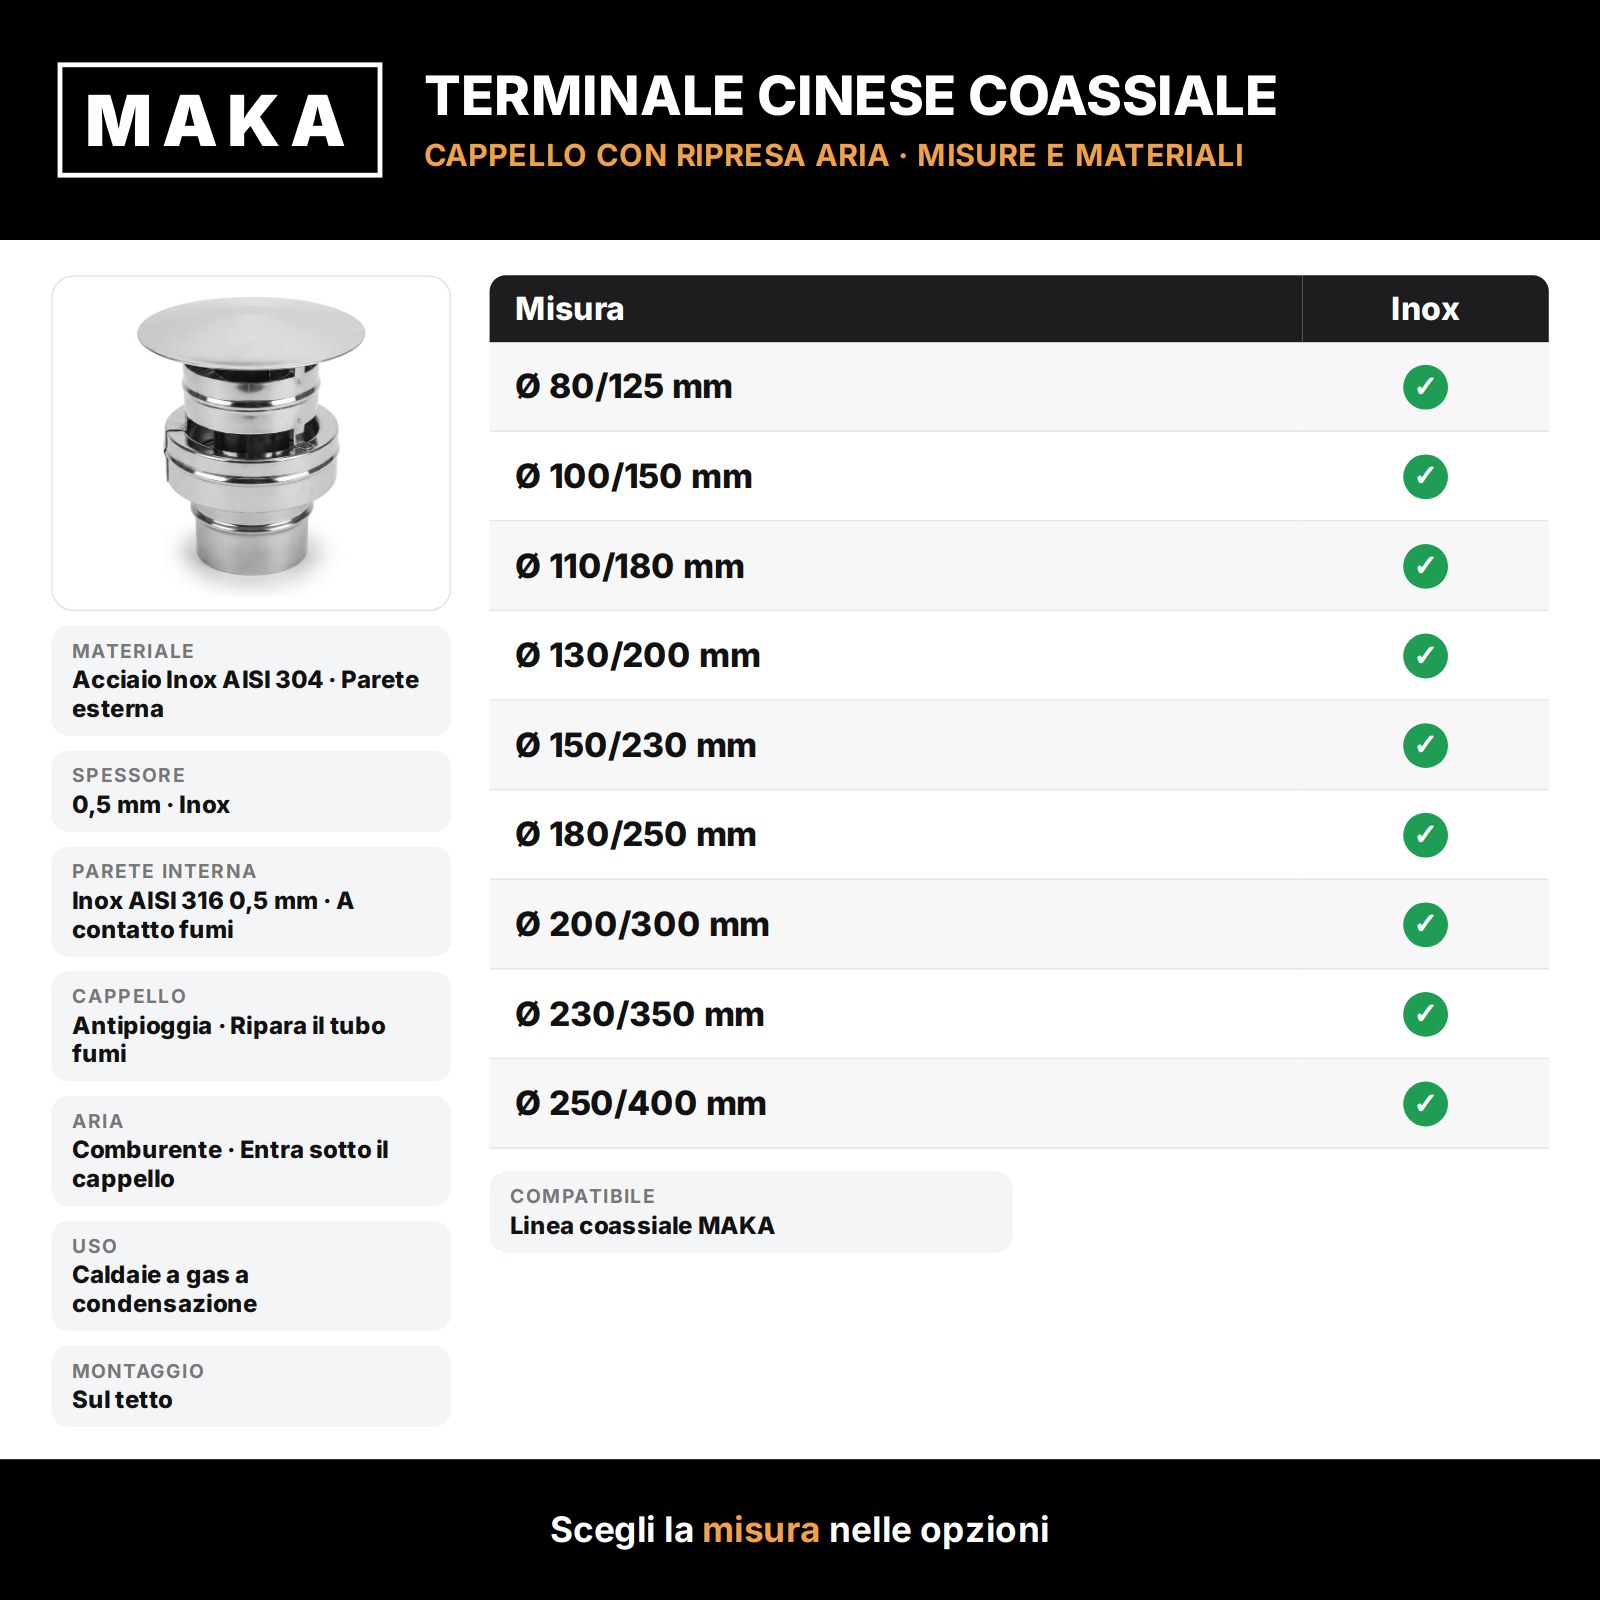 MAKA
TERMINALE CINESE COASSIALE
CAPPELLO CON RIPRESA ARIA · MISURE E MATERIALI
MATERIALE
Acciaio Inox AISI 304 · Parete
esterna
SPESSORE
0,5 mm · Inox
PARETE INTERNA
Inox AISI 316 0,5 mm · A
contatto fumi
CAPPELLO
Antipioggia · Ripara il tubo
fumi
ARIA
Comburente · Entra sotto il
cappello
USO
Caldaie a gas a
condensazione
MONTAGGIO
Sul tetto
Misura Inox
Ø 80/125 mm ✓
Ø 100/150 mm ✓
Ø 110/180 mm ✓
Ø 130/200 mm ✓
Ø 150/230 mm ✓
Ø 180/250 mm ✓
Ø 200/300 mm ✓
Ø 230/350 mm ✓
Ø 250/400 mm ✓
COMPATIBILE
Linea coassiale MAKA
Scegli la misura nelle opzioni